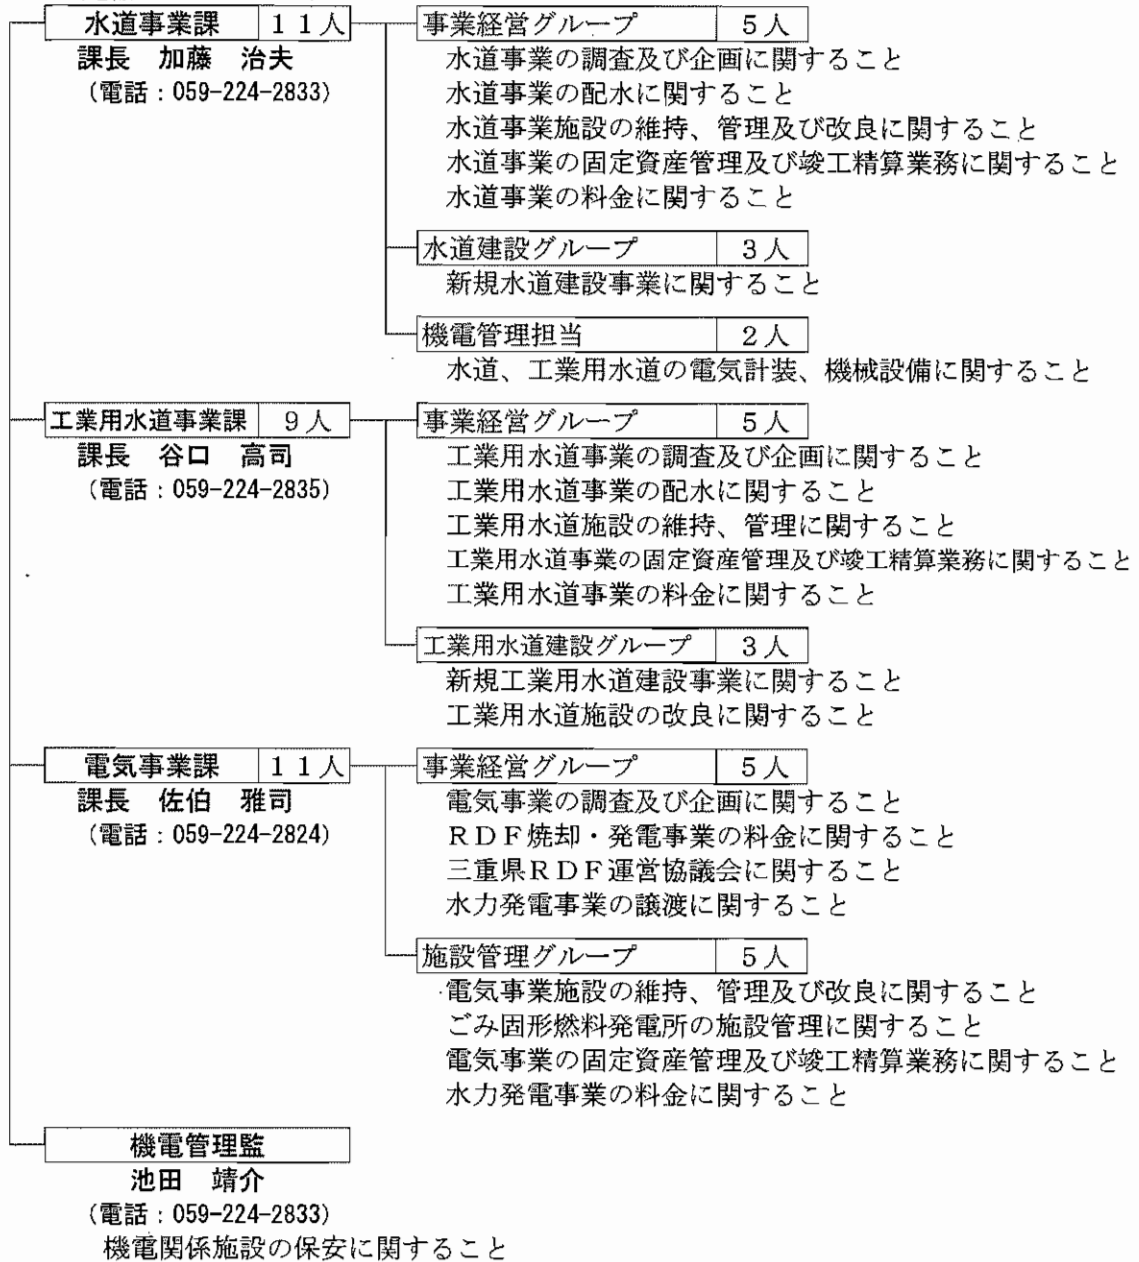 水道事業課 11人
課長 加藤 治夫
（電話：059-224-2833）
事業経営グループ 5人
水道事業の調査及び企画に関すること
水道事業の配水に関すること
水道事業施設の維持、管理及び改良に関すること
水道事業の固定資産管理及び竣工精算業務に関すること
水道事業の料金に関すること
水道建設グループ 3人
新規水道建設事業に関すること
機電管理担当 2人
水道、工業用水道の電気計装、機械設備に関すること
工業用水道事業課 9人
課長 谷口 高司
（電話：059-224-2835）
事業経営グループ 5人
工業用水道事業の調査及び企画に関すること
工業用水道事業の配水に関すること
工業用水道施設の維持、管理に関すること
工業用水道事業の固定資産管理及び竣工精算業務に関すること
工業用水道事業の料金に関すること
工業用水道建設グループ 3人
新規工業用水道建設事業に関すること
工業用水道施設の改良に関すること
電気事業課 11人
課長 佐伯 雅司
（電話：059-224-2824）
事業経営グループ 5人
電気事業の調査及び企画に関すること
ＲＤＦ焼却・発電事業の料金に関すること
三重県ＲＤＦ運営協議会に関すること
水力発電事業の譲渡に関すること
施設管理グループ 5人
電気事業施設の維持、管理及び改良に関すること
ごみ固形燃料発電所の施設管理に関すること
電気事業の固定資産管理及び竣工精算業務に関すること
水力発電事業の料金に関すること
機電管理監
池田 靖介
（電話：059-224-2833）
機電関係施設の保安に関すること